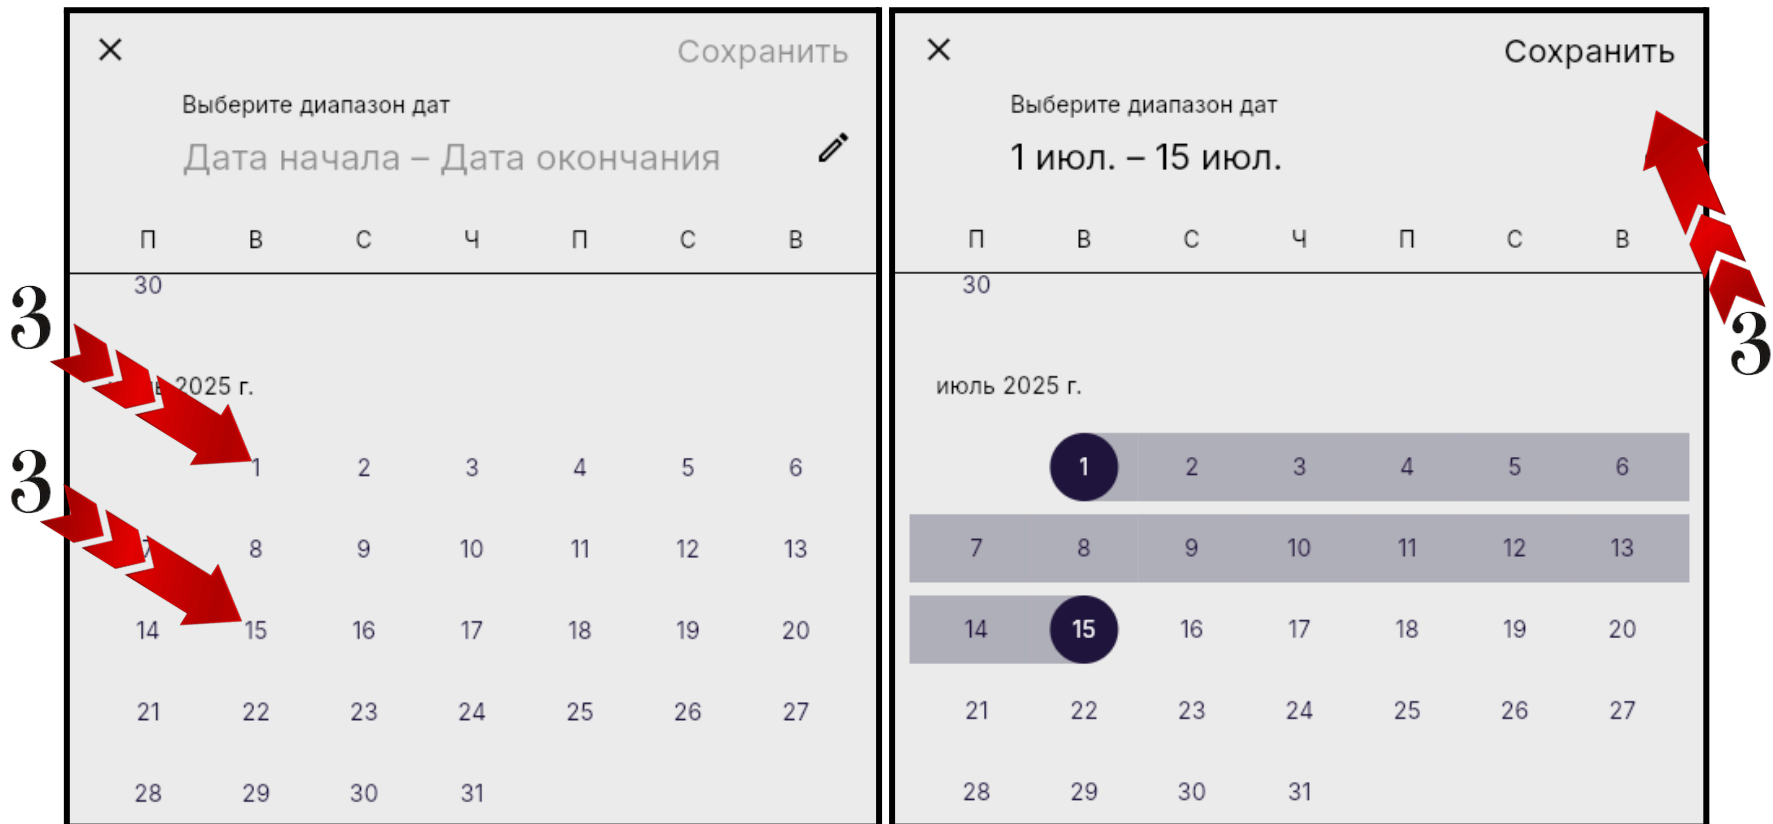 Сохранить
Выберите диапазон дат
Дата начала – Дата окончания
П В С Ч П С В
30
3
2025 г.
1 2 3 4 5 6
3
7 8 9 10 11 12 13
14 15 16 17 18 19 20
21 22 23 24 25 26 27
28 29 30 31
Сохранить
Выберите диапазон дат
1 июл. – 15 июл.
П В С Ч П С В
30
3
июль 2025 г.
1 2 3 4 5 6
7 8 9 10 11 12 13
14 15 16 17 18 19 20
21 22 23 24 25 26 27
28 29 30 31